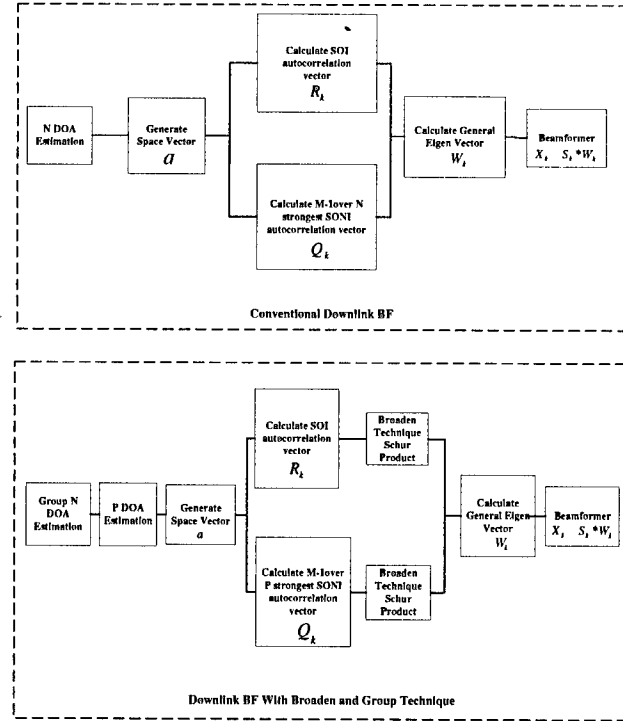 Calculate SOI
autocorrelation
vector
R_k
N DOA
Estimation
Generate
Space Vector
a
Calculate General
Eigen Vector
W_k
Beamformer
X_k S_k*W_k
Calculate M-1over N
strongest SONI
autocorrelation vector
Q_k
Conventional Downlink BF
Calculate SOI
autocorrelation
vector
R_k
Broaden
Technique
Schur
Product
Group N
DOA
Estimation
P DOA
Estimation
Generate
Space Vector
a
Calculate
General Eigen
Vector
W_k
Beamformer
X_k S_k*W_k
Calculate M-1over
P strongest SONI
autocorrelation
vector
Q_k
Broaden
Technique
Schur
Product
Downlink BF With Broaden and Group Technique